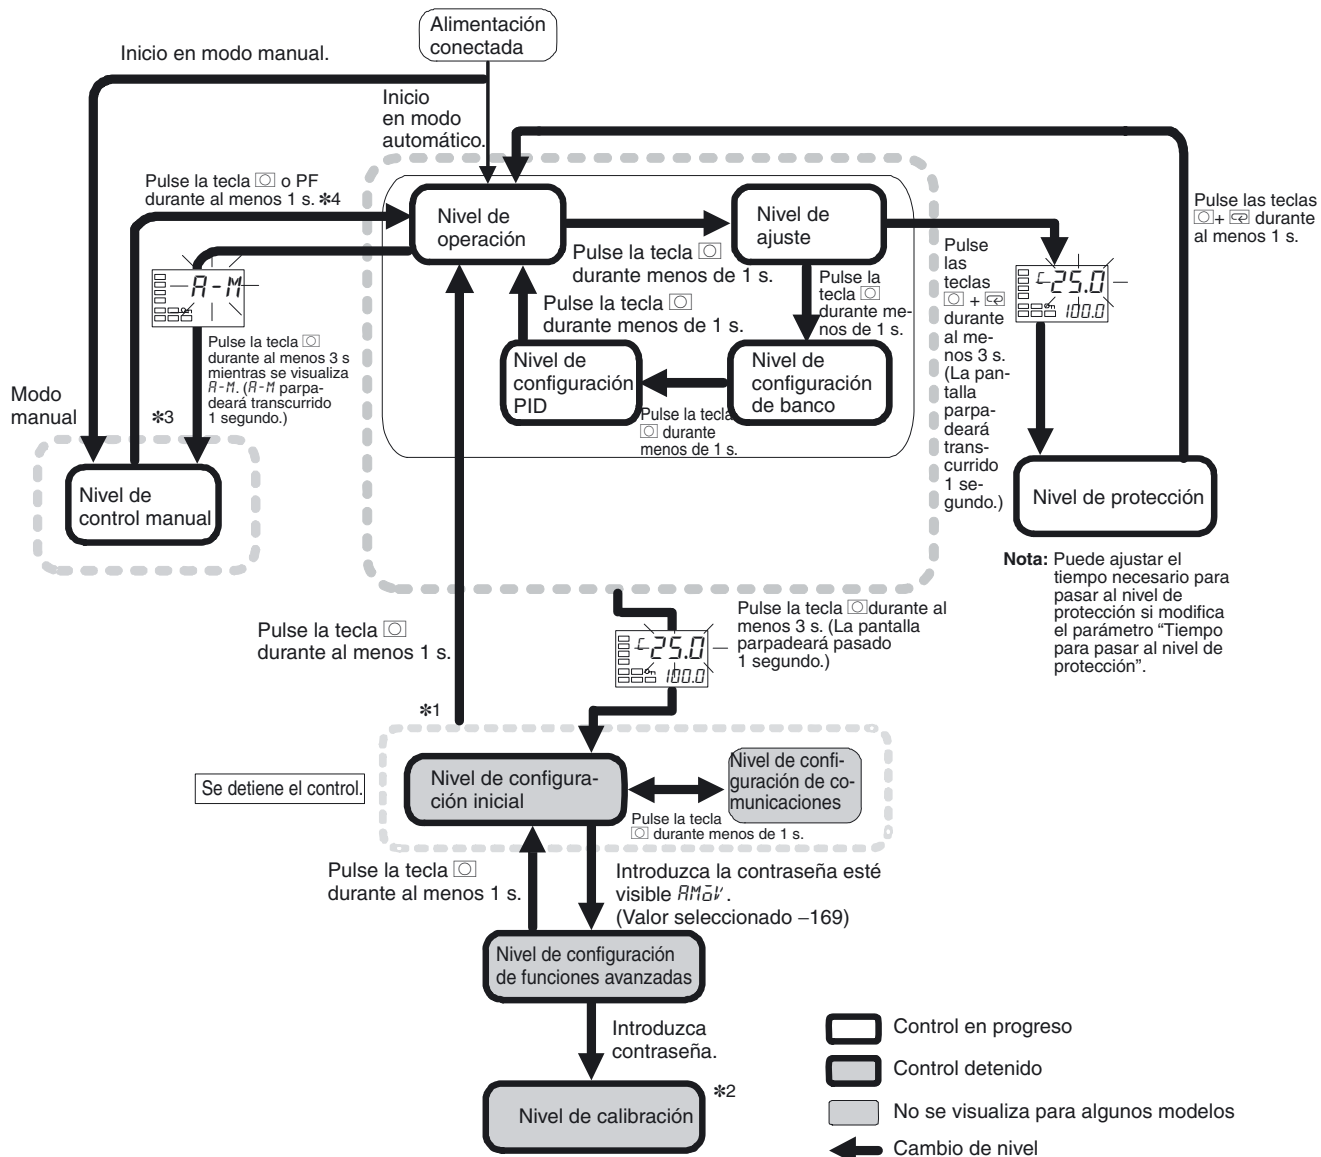 Alimentación
conectada
Inicio en modo manual.
Inicio
en modo
automático.
Pulse la tecla o PF
durante al menos 1 s. *4
Nivel de
operación
Pulse la tecla
durante menos de 1 s.
Nivel de
ajuste
Pulse las teclas
+ durante
al menos 1 s.
Pulse
las
teclas
+
durante
al me-
nos 3 s.
(La pan-
talla
parpa-
deará
trans-
currido
1 se-
gundo.)
C 25.0
100.0
A-M
Pulse la tecla
durante al menos 3 s
mientras se visualiza
A-M. (A-M parpa-
deará transcurrido
1 segundo.)
Pulse la tecla
durante menos de 1 s.
Pulse la
tecla
durante me-
nos de 1 s.
Nivel de
configuración
PID
Pulse la tecla
durante
menos de 1 s.
Nivel de
configuración
de banco
Modo
manual
*3
Nivel de
control manual
Nivel de protección
Nota: Puede ajustar el
tiempo necesario para
pasar al nivel de
protección si modifica
el parámetro “Tiempo
para pasar al nivel de
protección”.
Pulse la tecla
durante al menos 1 s.
*1
C 25.0
100.0
Pulse la tecla durante al
menos 3 s. (La pantalla
parpadeará pasado
1 segundo.)
Se detiene el control.
Nivel de configura-
ción inicial
Nivel de confi-
guración de co-
municaciones
Pulse la tecla
durante menos de 1 s.
Pulse la tecla
durante al menos 1 s.
Introduzca la contraseña esté
visible AMOV.
(Valor seleccionado –169)
Nivel de configuración
de funciones avanzadas
Introduzca
contraseña.
Nivel de calibración
*2
Control en progreso
Control detenido
No se visualiza para algunos modelos
Cambio de nivel